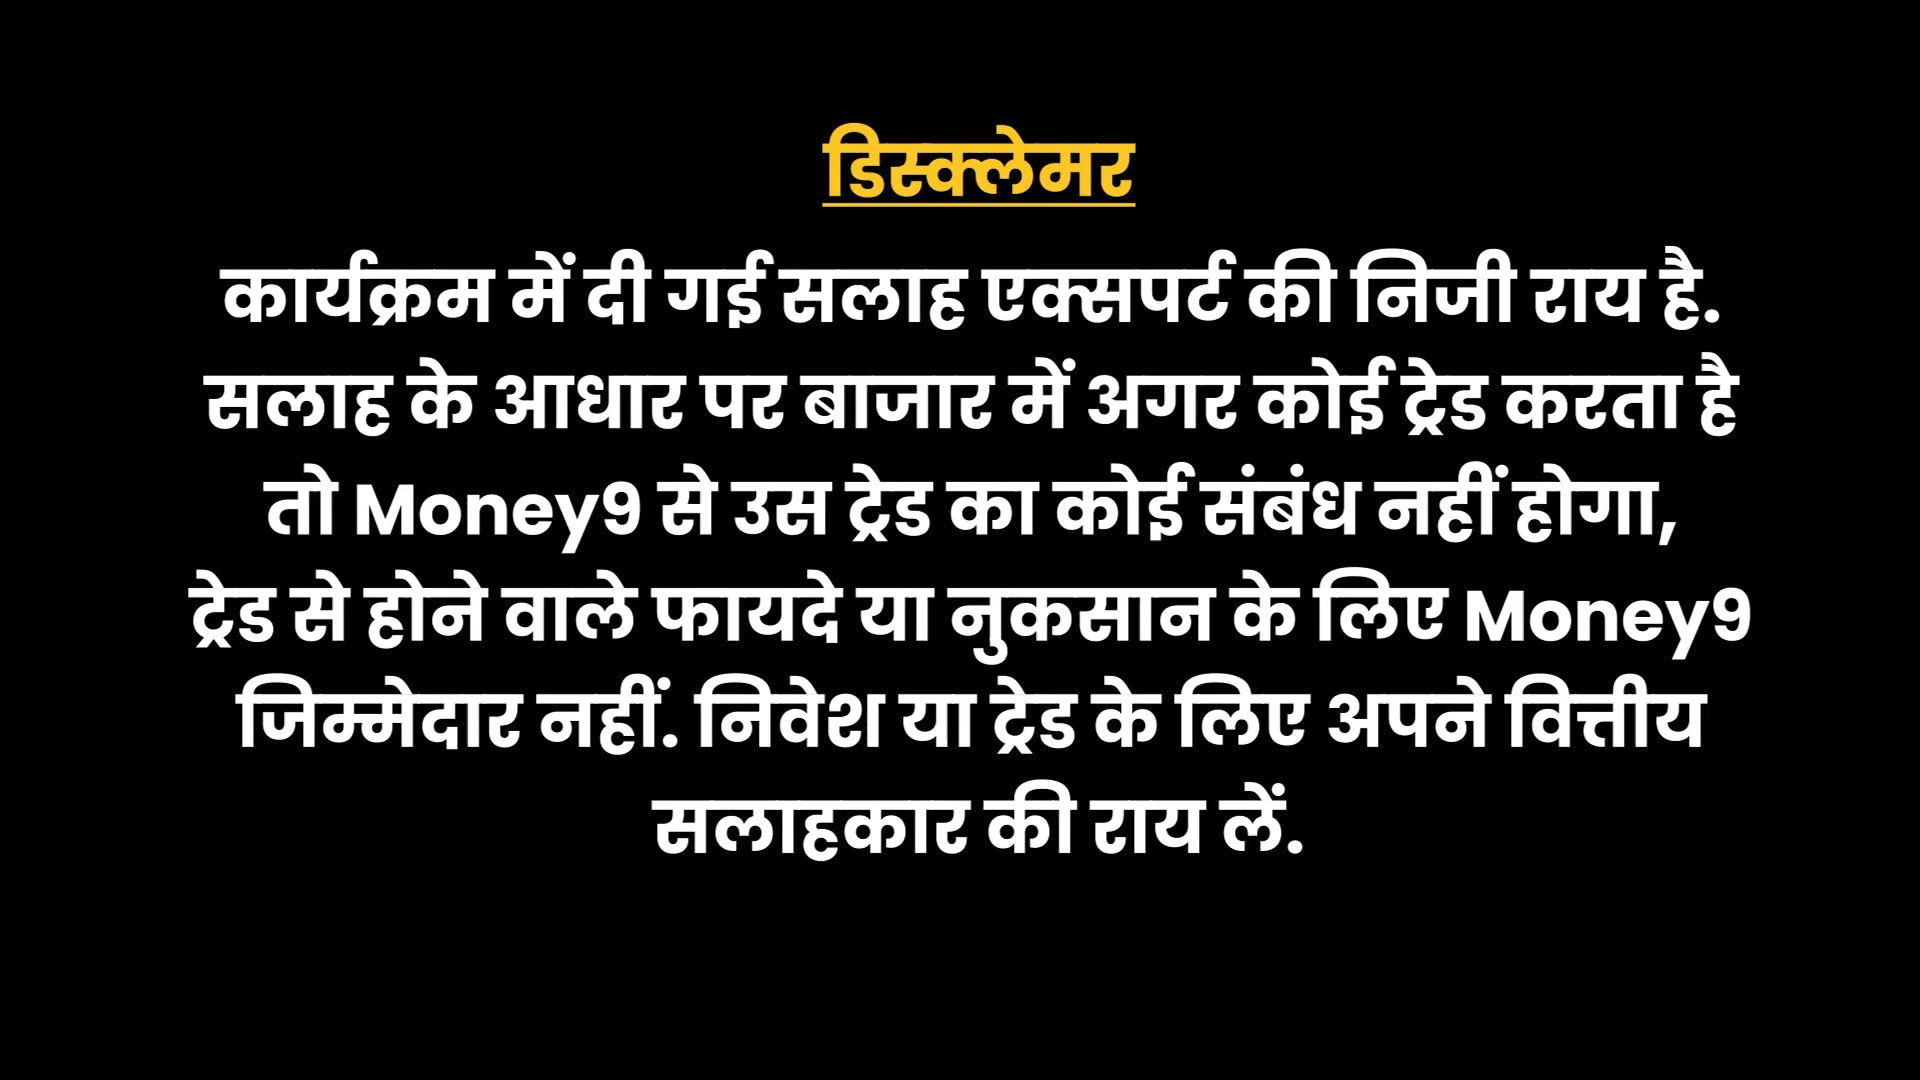 डिस्क्लेमर
कार्यक्रम में दी गई सलाह एक्सपर्ट की निजी राय है.
सलाह के आधार पर बाजार में अगर कोई ट्रेड करता है
तो Money9 से उस ट्रेड का कोई संबंध नहीं होगा,
ट्रेड से होने वाले फायदे या नुकसान के लिए Money9
जिम्मेदार नहीं. निवेश या ट्रेड के लिए अपने वित्तीय
सलाहकार की राय लें.